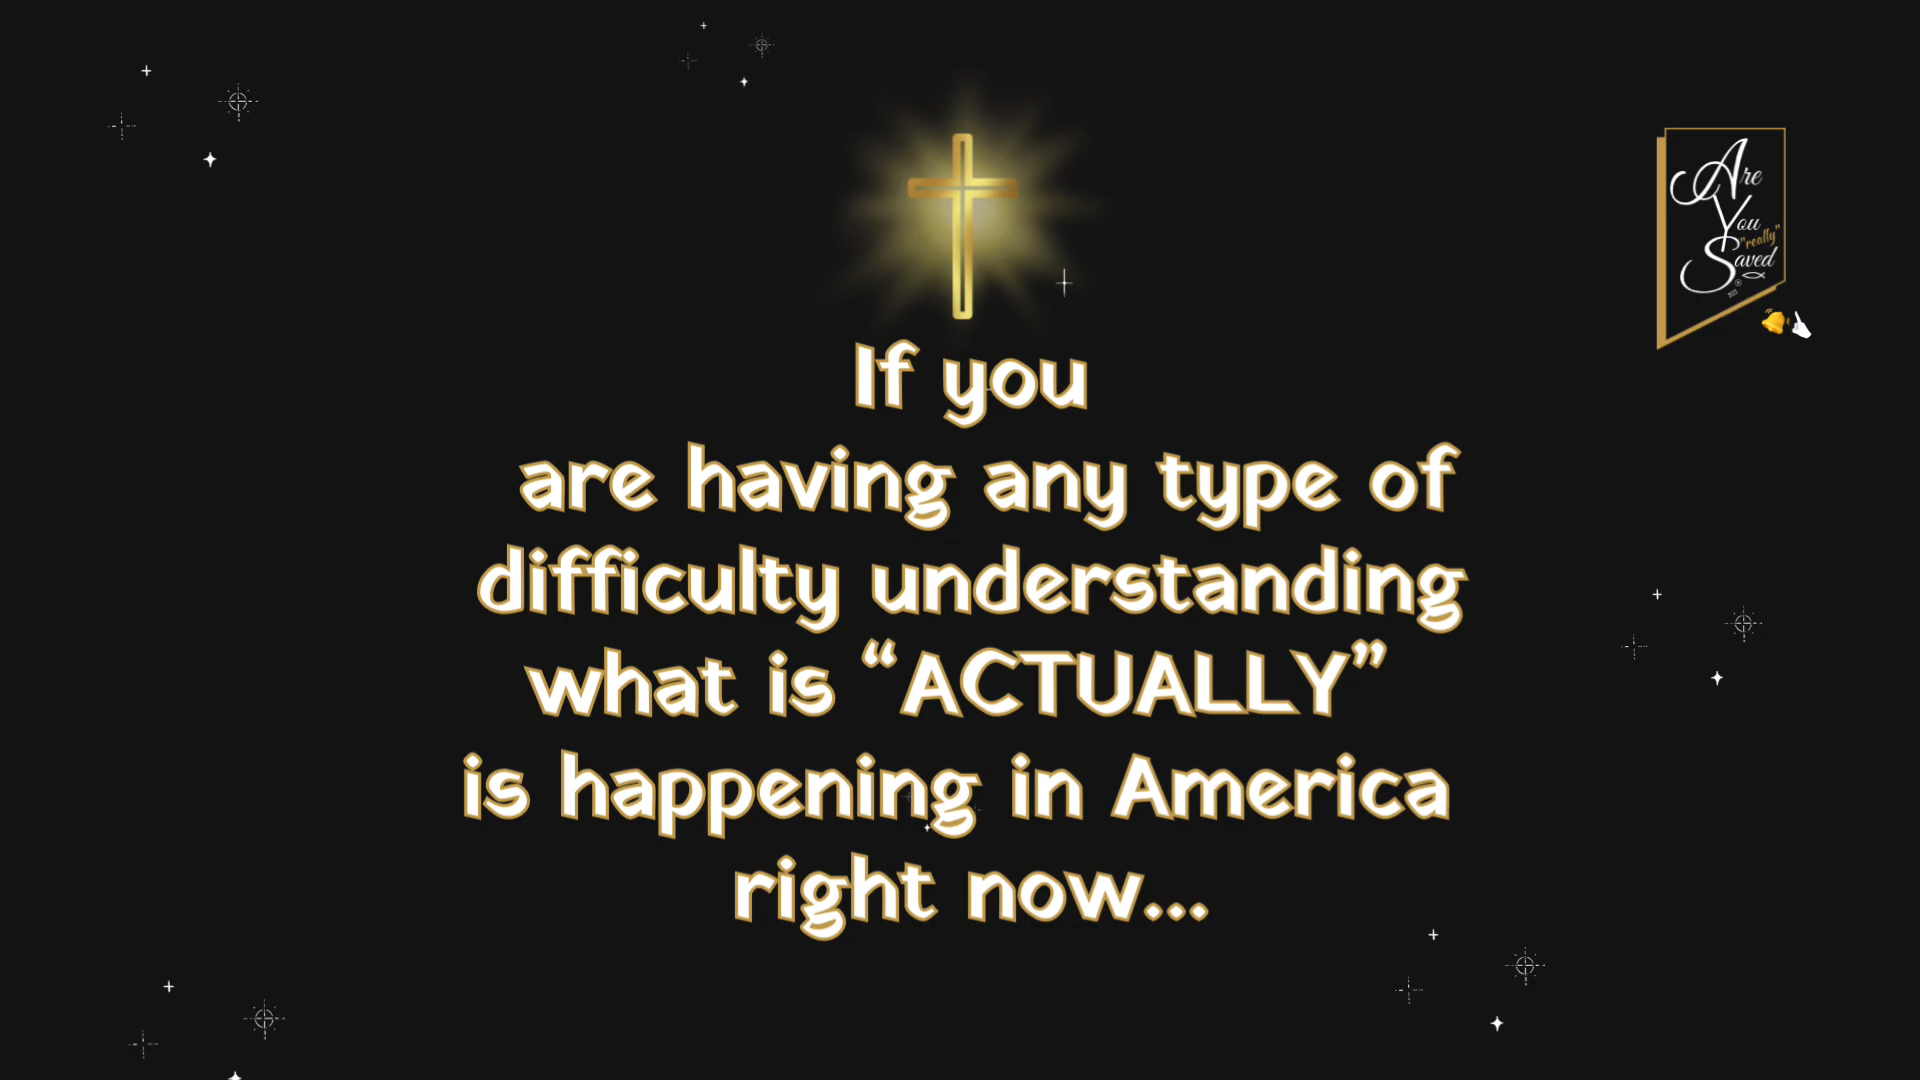 Are
You
"really"
Saved
If you
are having any type of
difficulty understanding
what is “ACTUALLY”
is happening in America
right now...